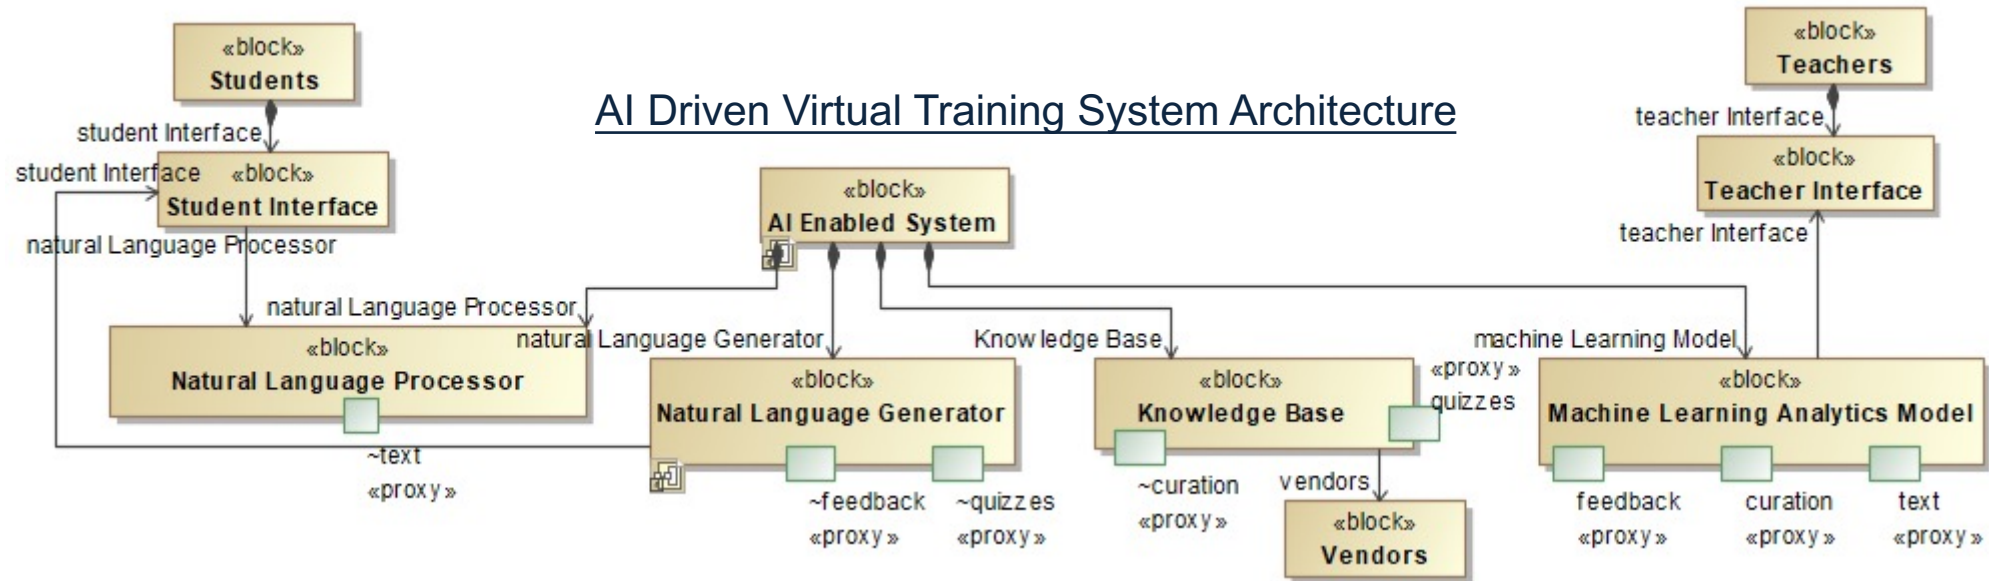 «block»
Students
«block»
Teachers
AI Driven Virtual Training System Architecture
student Interface
teacher Interface
student Interface
«block»
Student Interface
«block»
Teacher Interface
«block»
AI Enabled System
natural Language Processor
teacher Interface
natural Language Processor
natural Language Generator
Knowledge Base
machine Learning Model
«block»
Natural Language Processor
~text
«proxy»
«block»
Natural Language Generator
~feedback
«proxy»
~quizzes
«proxy»
«block»
Knowledge Base
«proxy»
quizzes
~curation
«proxy»
vendors
«block»
Vendors
«block»
Machine Learning Analytics Model
feedback
«proxy»
curation
«proxy»
text
«proxy»